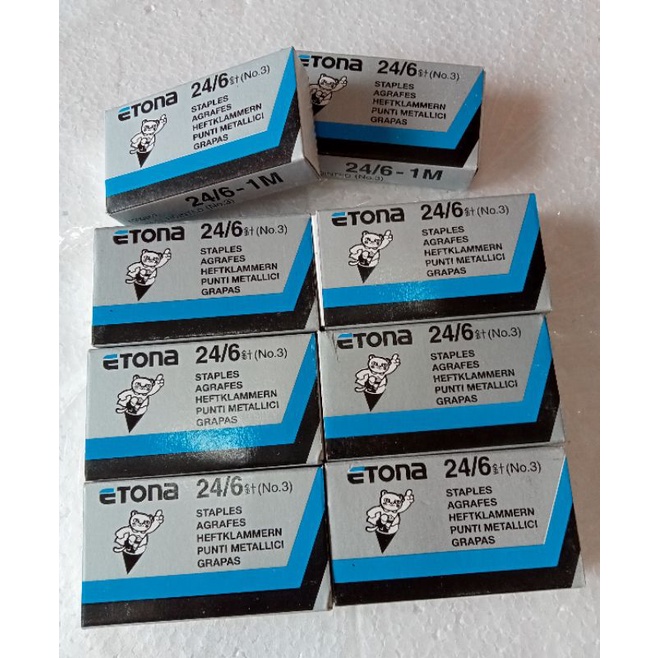 ETONA 24/6針(No.3)
STAPLES
AGRAFES
HEFTKLAMMERN
PUNTI METALLICI
GRAPAS
24/6-1M
(No.3)
ETONA 24/6針(No.3)
STAPLES
AGRAFES
HEFTKLAMMERN
PUNTI METALLICI
GRAPAS
24/6-1M
(No.3)
ETONA 24/6針(No.3)
STAPLES
AGRAFES
HEFTKLAMMERN
PUNTI METALLICI
GRAPAS
ETONA 24/6針(No.3)
STAPLES
AGRAFES
HEFTKLAMMERN
PUNTI METALLICI
GRAPAS
ETONA 24/6針(No.3)
STAPLES
AGRAFES
HEFTKLAMMERN
PUNTI METALLICI
GRAPAS
ETONA 24/6針(No.3)
STAPLES
AGRAFES
HEFTKLAMMERN
PUNTI METALLICI
GRAPAS
ETONA 24/6針(No.3)
STAPLES
AGRAFES
HEFTKLAMMERN
PUNTI METALLICI
GRAPAS
ETONA 24/6針(No.3)
STAPLES
AGRAFES
HEFTKLAMMERN
PUNTI METALLICI
GRAPAS